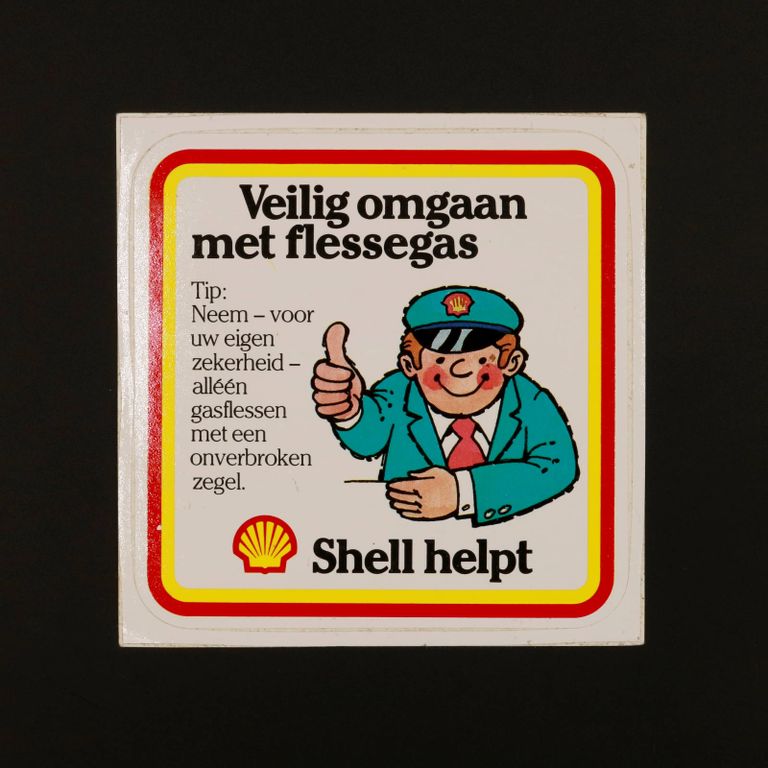 Veilig omgaan
met flessegas
Tip:
Neem – voor
uw eigen
zekerheid –
alléén
gasflessen
met een
onverbroken
zegel.
Shell helpt